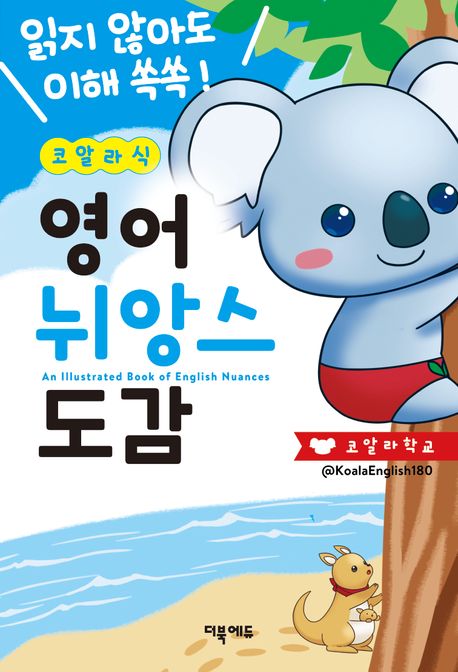 읽지 않아도
이해 쏙쏙!
코알라식
영어
뉘앙스
An Illustrated Book of English Nuances
도감
코알라학교
@KoalaEnglish180
더북에듀